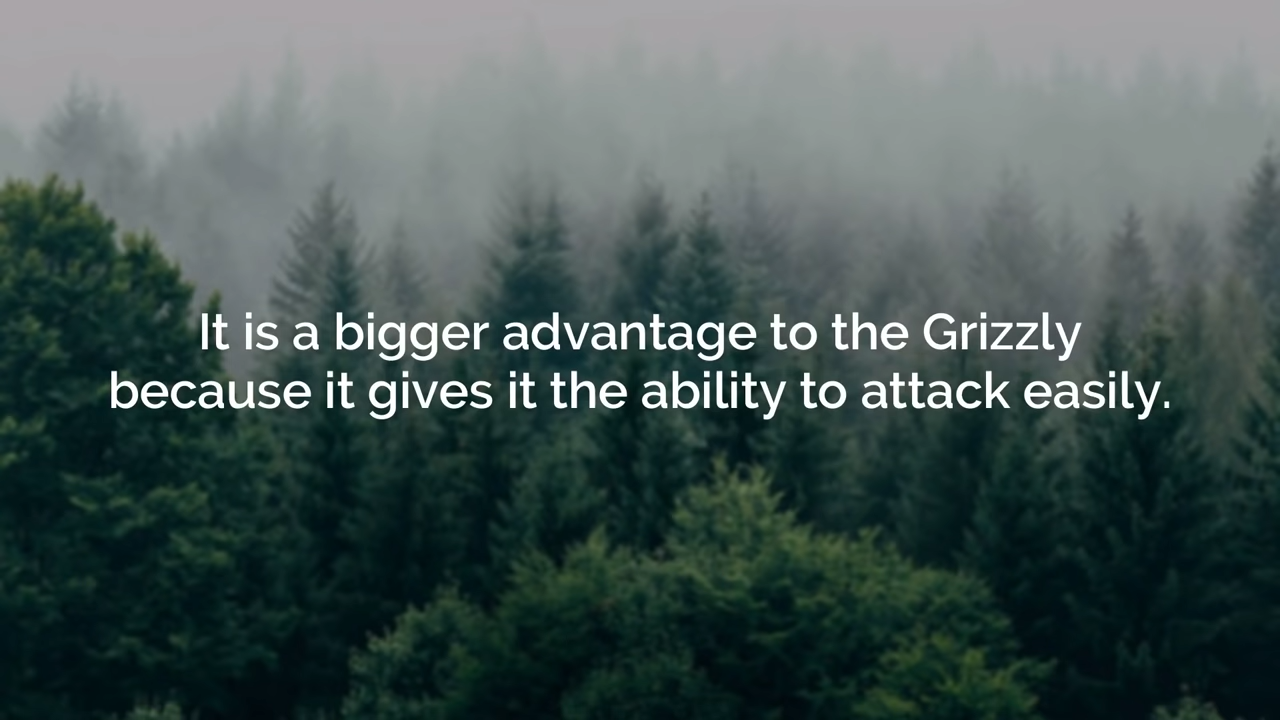 It is a bigger advantage to the Grizzly
because it gives it the ability to attack easily.